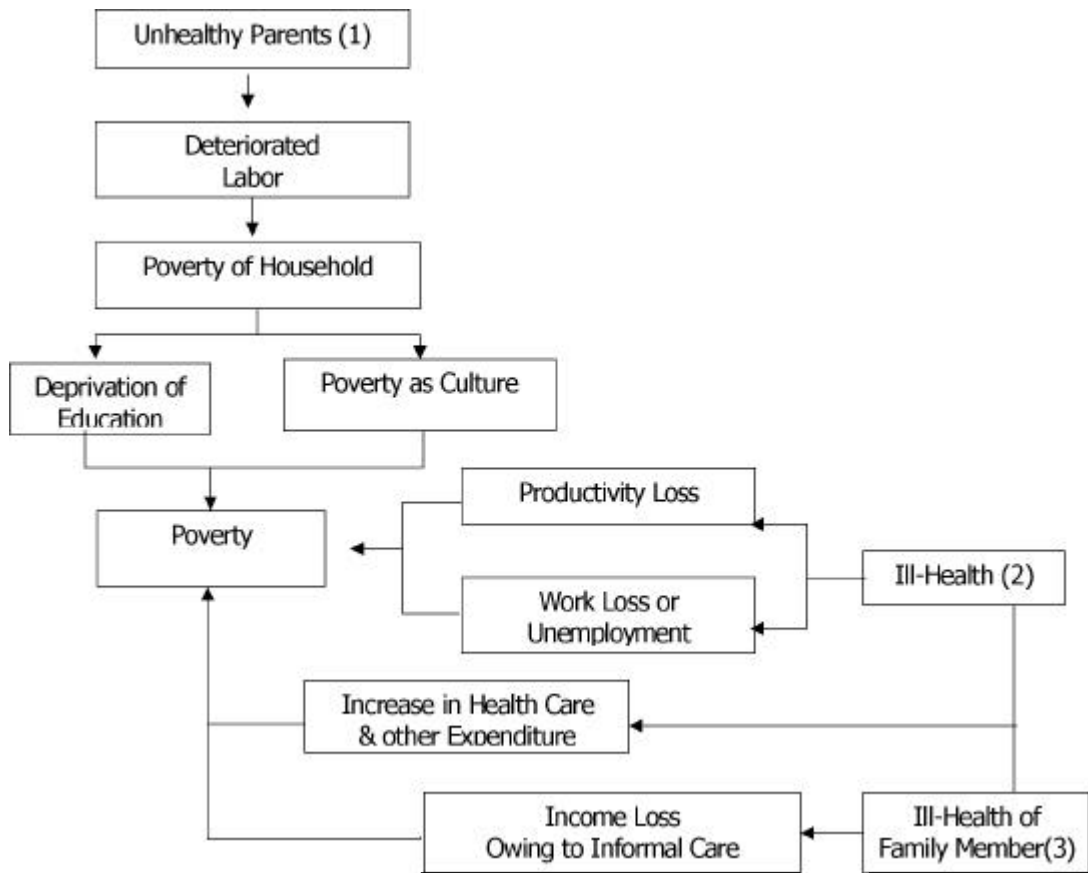 Unhealthy Parents (1)
Deteriorated
Labor
Poverty of Household
Deprivation of
Education
Poverty as Culture
Productivity Loss
Poverty
Ill-Health (2)
Work Loss or
Unemployment
Increase in Health Care
& other Expenditure
Income Loss
Owing to Informal Care
Ill-Health of
Family Member(3)